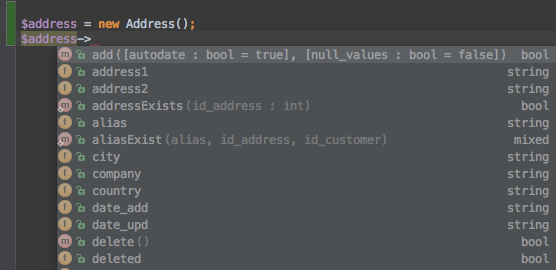 $address = new Address();
$address->
m add([autodate : bool = true], [null_values : bool = false]) bool
f address1 string
f address2 string
m addressExists(id_address : int) bool
f alias string
m aliasExist(alias, id_address, id_customer) mixed
f city string
f company string
f country string
f date_add string
f date_upd string
m delete() bool
f deleted bool